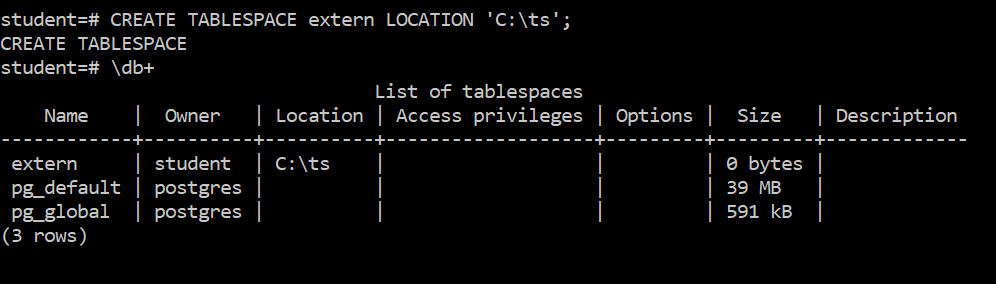 student=# CREATE TABLESPACE extern LOCATION 'C:\ts';
CREATE TABLESPACE
student=# \db+
                               List of tablespaces
    Name    |  Owner   | Location | Access privileges | Options |  Size   | Description
------------+----------+----------+-------------------+---------+---------+-------------
 extern     | student  | C:\ts    |                   |         | 0 bytes |
 pg_default | postgres |          |                   |         | 39 MB   |
 pg_global  | postgres |          |                   |         | 591 kB  |
(3 rows)